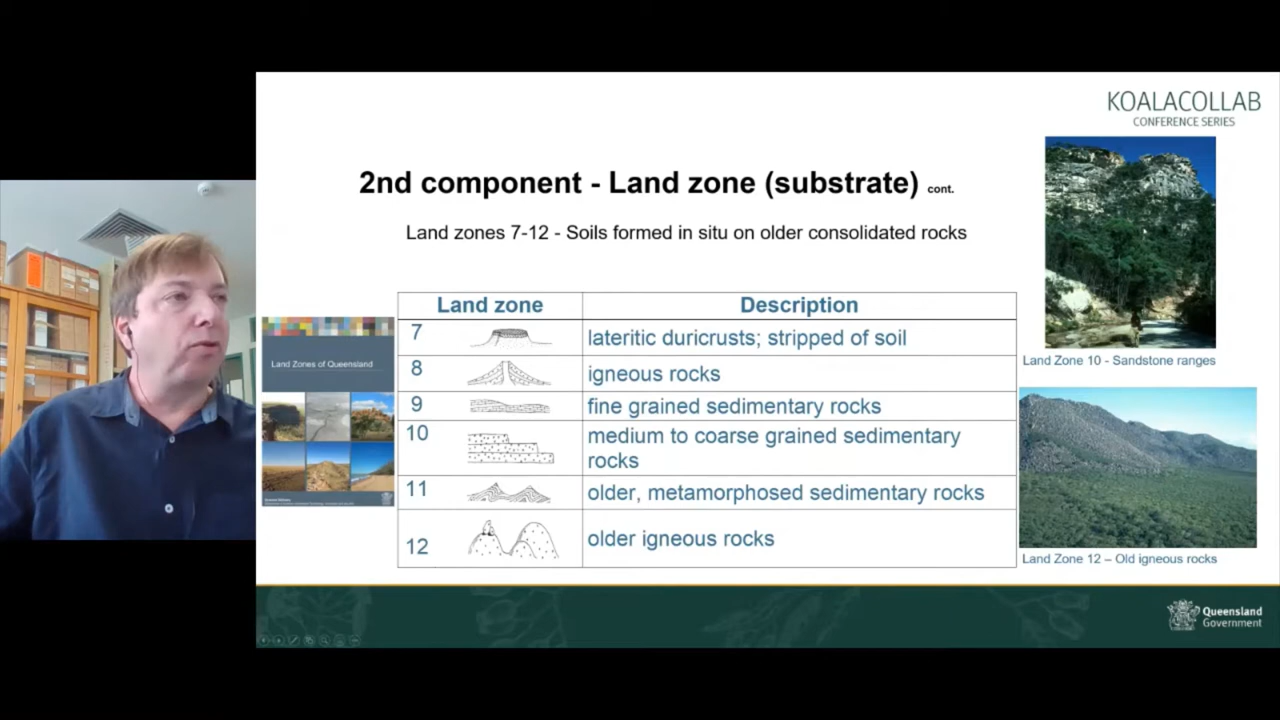 KOALACOLLAB
CONFERENCE SERIES
2nd component - Land zone (substrate) cont.
Land zones 7-12 - Soils formed in situ on older consolidated rocks
Land Zones of Queensland
Land zone Description
7 lateritic duricrusts; stripped of soil
8 igneous rocks
9 fine grained sedimentary rocks
10 medium to coarse grained sedimentary
rocks
11 older, metamorphosed sedimentary rocks
12 older igneous rocks
Land Zone 10 - Sandstone ranges
Land Zone 12 – Old igneous rocks
Queensland
Government